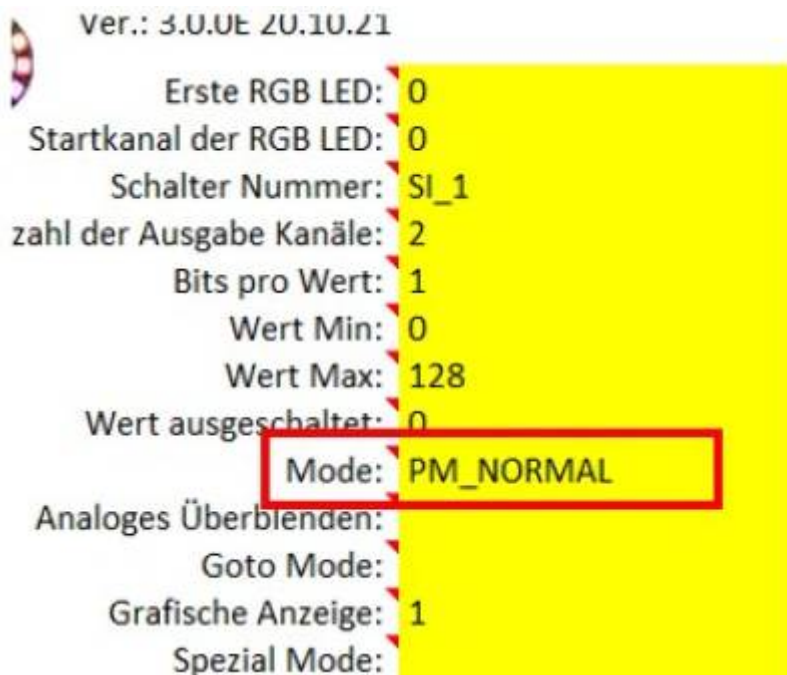 Ver.: 3.0.0E 20.10.21
Erste RGB LED: 0
Startkanal der RGB LED: 0
Schalter Nummer: SI_1
zahl der Ausgabe Kanäle: 2
Bits pro Wert: 1
Wert Min: 0
Wert Max: 128
Wert ausgeschaltet: 0
Mode: PM_NORMAL
Analoges Überblenden:
Goto Mode:
Grafische Anzeige: 1
Spezial Mode: